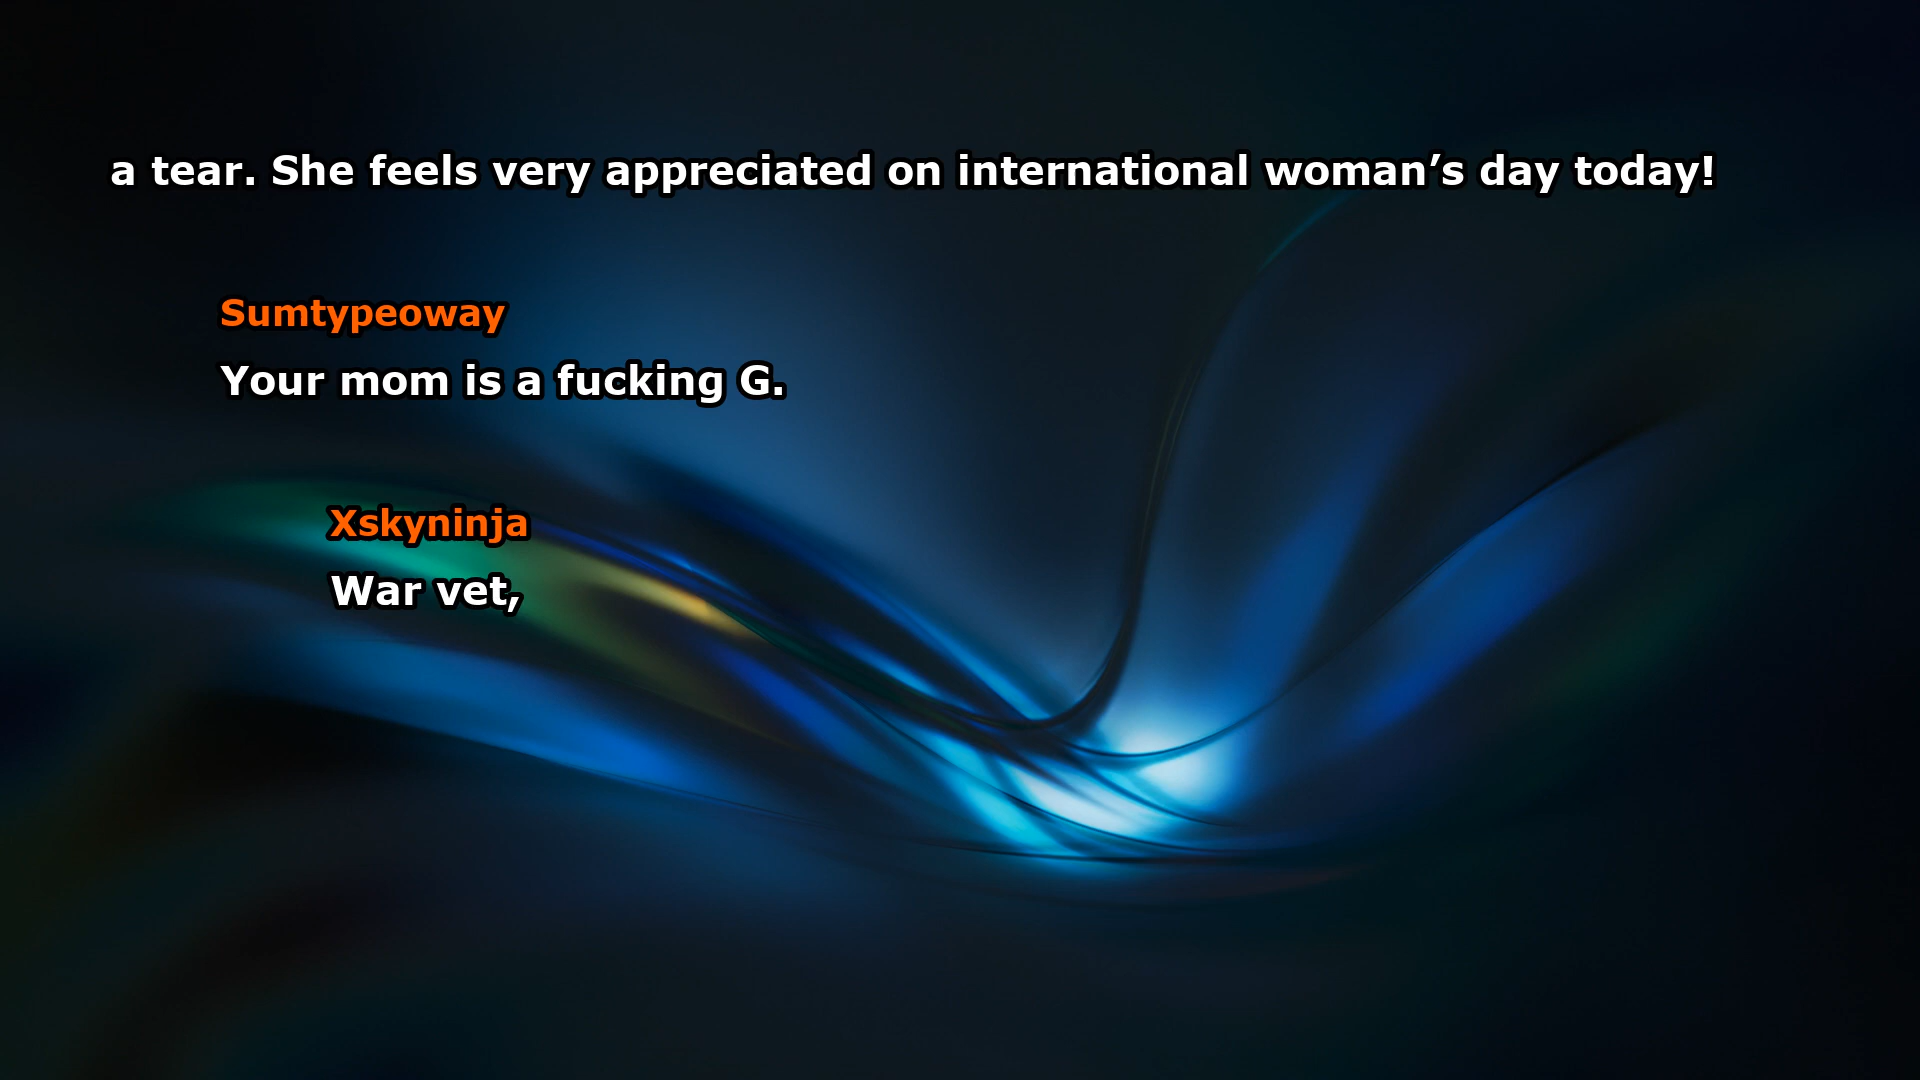 a tear. She feels very appreciated on international woman’s day today!
Sumtypeoway
Your mom is a fucking G.
Xskyninja
War vet,